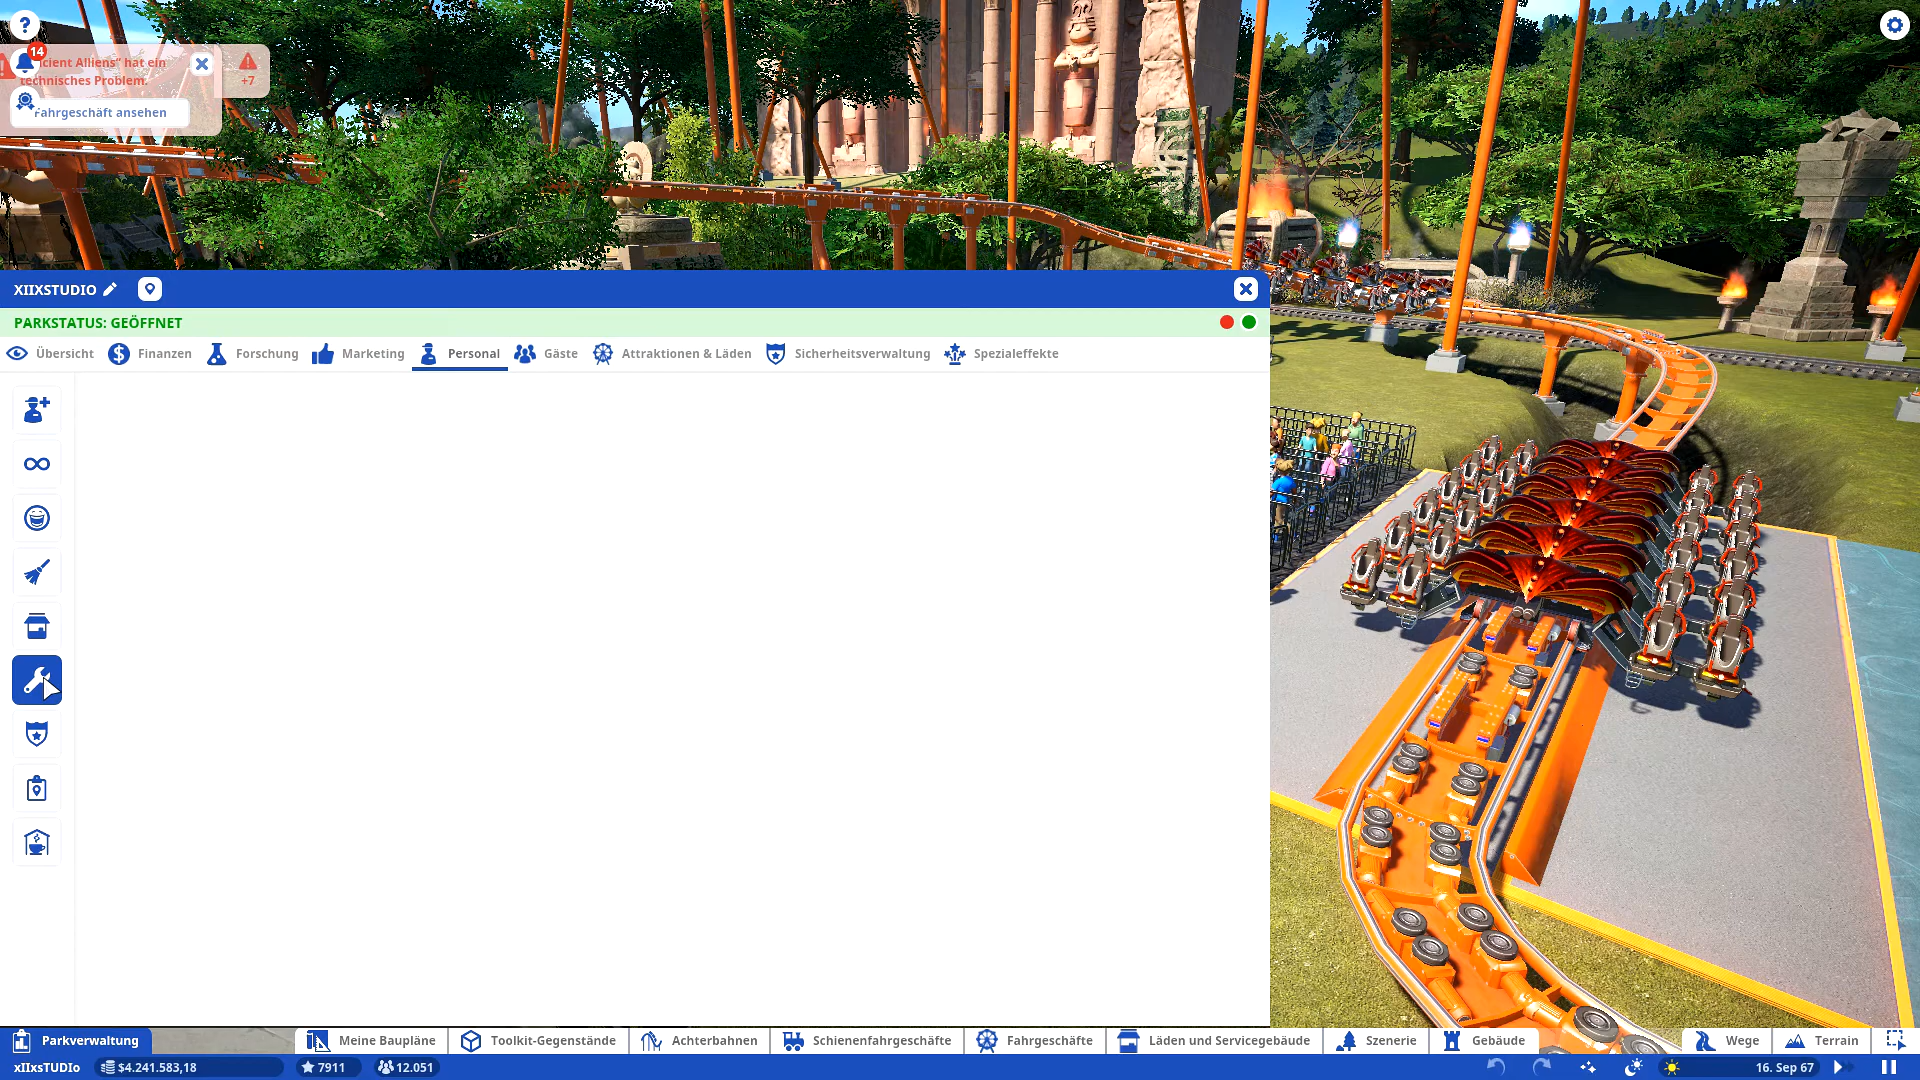 ?
14
cient Alliens" hat ein
technisches Problem.
+7
Fahrgeschäft ansehen
XIIXSTUDIO
PARKSTATUS: GEÖFFNET
Übersicht
Finanzen
Forschung
Marketing
Personal
Gäste
Attraktionen & Läden
Sicherheitsverwaltung
Spezialeffekte
Parkverwaltung
Meine Baupläne
Toolkit-Gegenstände
Achterbahnen
Schienenfahrgeschäfte
Fahrgeschäfte
Läden und Servicegebäude
Szenerie
Gebäude
Wege
Terrain
xIIxSTUDIo
$4.241.583,18
7911
12.051
16. Sep 67